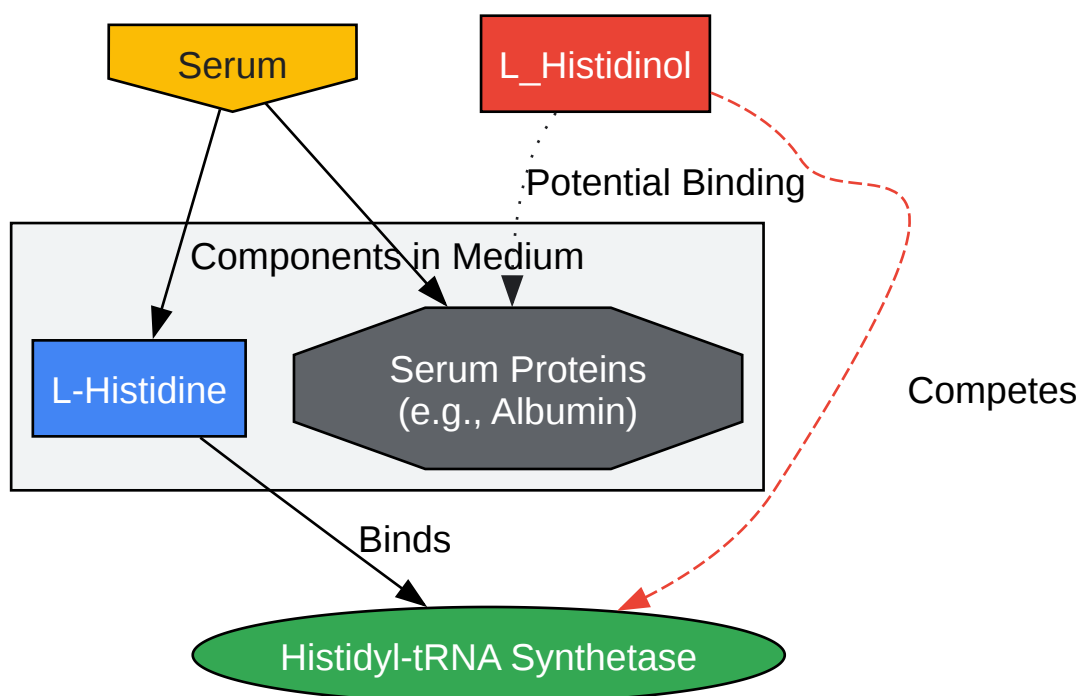 Serum
L_Histidinol
Potential Binding
Components in Medium
L-Histidine
Serum Proteins
(e.g., Albumin)
Competes
Binds
Histidyl-tRNA Synthetase